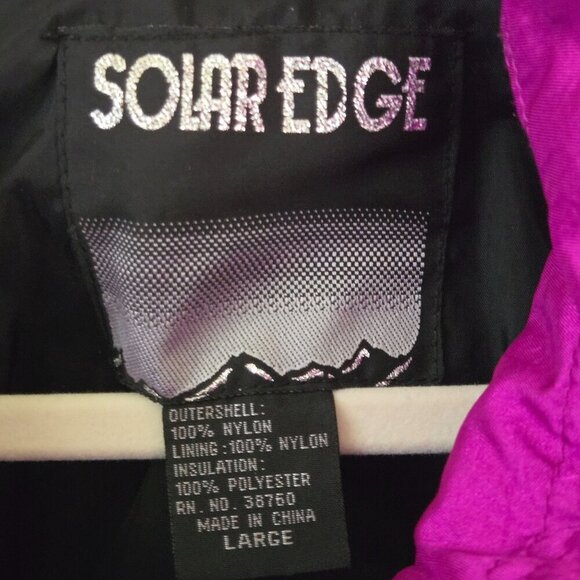 SOLAR EDGE
OUTERSHELL:
100% NYLON
LINING:100% NYLON
INSULATION:
100% POLYESTER
RN. NO. 38760
MADE IN CHINA
LARGE